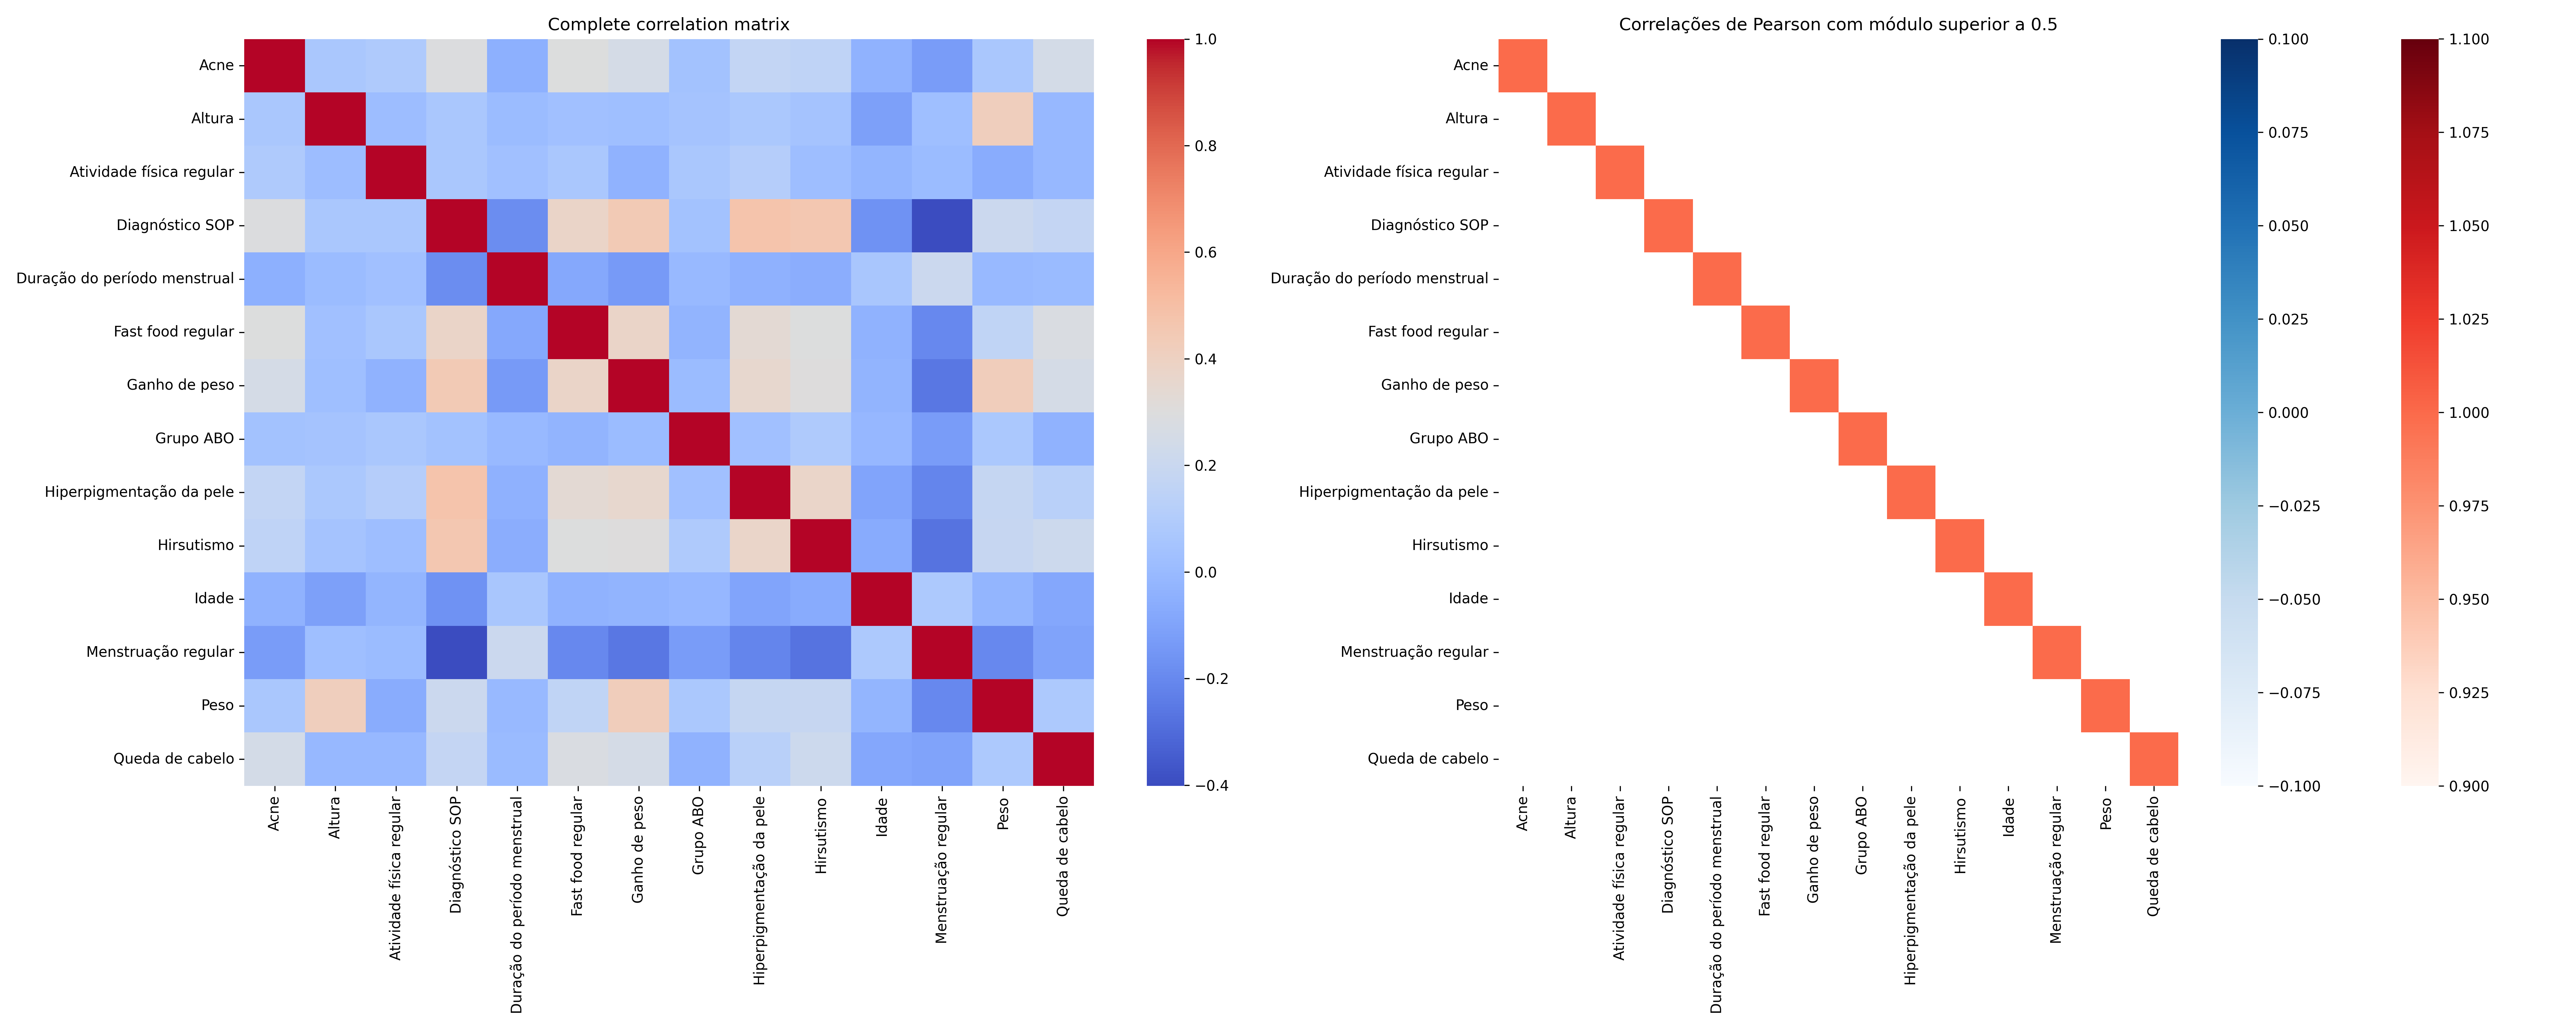 Complete correlation matrix
Acne
Altura
Atividade física regular
Diagnóstico SOP
Duração do período menstrual
Fast food regular
Ganho de peso
Grupo ABO
Hiperpigmentação da pele
Hirsutismo
Idade
Menstruação regular
Peso
Queda de cabelo
Acne
Altura
Atividade física regular
Diagnóstico SOP
Duração do período menstrual
Fast food regular
Ganho de peso
Grupo ABO
Hiperpigmentação da pele
Hirsutismo
Idade
Menstruação regular
Peso
Queda de cabelo
1.0
0.8
0.6
0.4
0.2
0.0
−0.2
−0.4
Correlações de Pearson com módulo superior a 0.5
Acne
Altura
Atividade física regular
Diagnóstico SOP
Duração do período menstrual
Fast food regular
Ganho de peso
Grupo ABO
Hiperpigmentação da pele
Hirsutismo
Idade
Menstruação regular
Peso
Queda de cabelo
Acne
Altura
Atividade física regular
Diagnóstico SOP
Duração do período menstrual
Fast food regular
Ganho de peso
Grupo ABO
Hiperpigmentação da pele
Hirsutismo
Idade
Menstruação regular
Peso
Queda de cabelo
0.100
0.075
0.050
0.025
0.000
−0.025
−0.050
−0.075
−0.100
1.100
1.075
1.050
1.025
1.000
0.975
0.950
0.925
0.900